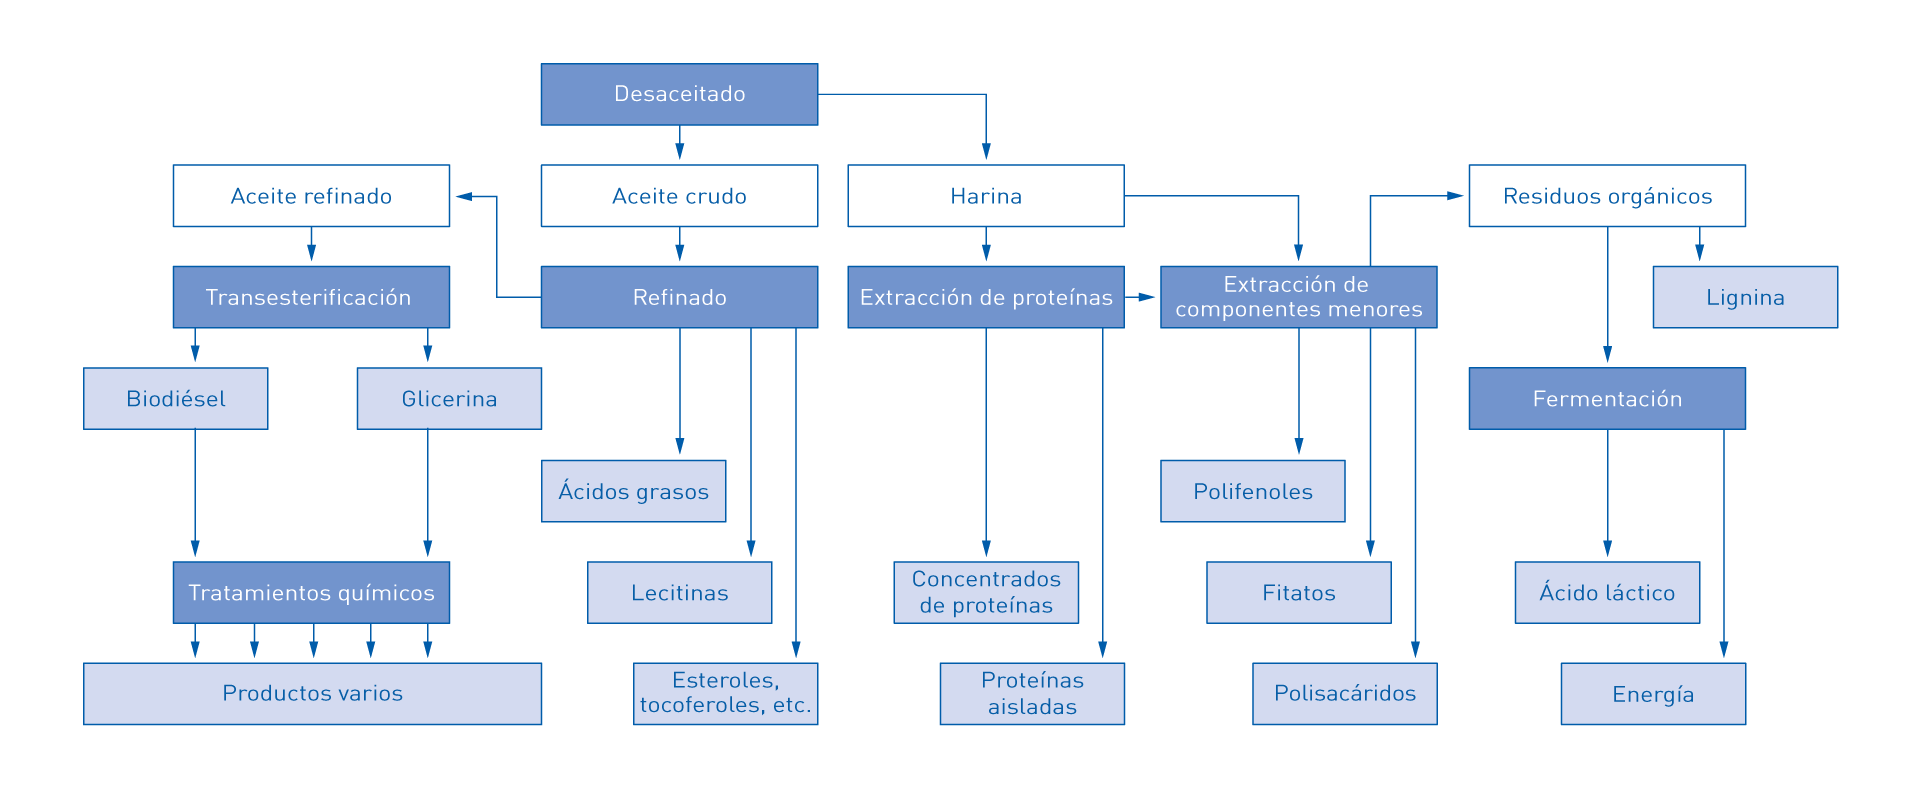 Desaceitado
Aceite refinado
Aceite crudo
Harina
Residuos orgánicos
Transesterificación
Refinado
Extracción de proteínas
Extracción de
componentes menores
Lignina
Biodiésel
Glicerina
Fermentación
Ácidos grasos
Polifenoles
Tratamientos químicos
Lecitinas
Concentrados
de proteínas
Fitatos
Ácido láctico
Productos varios
Esteroles,
tocoferoles, etc.
Proteínas
aisladas
Polisacáridos
Energía